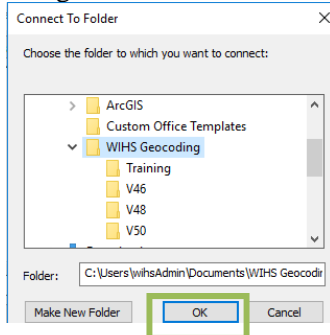 Connect To Folder
Choose the folder to which you want to connect:
ArcGIS
Custom Office Templates
WIHS Geocoding
Training
V46
V48
V50
Folder: C:\Users\wihsAdmin\Documents\WIHS Geocodir
Make New Folder OK Cancel